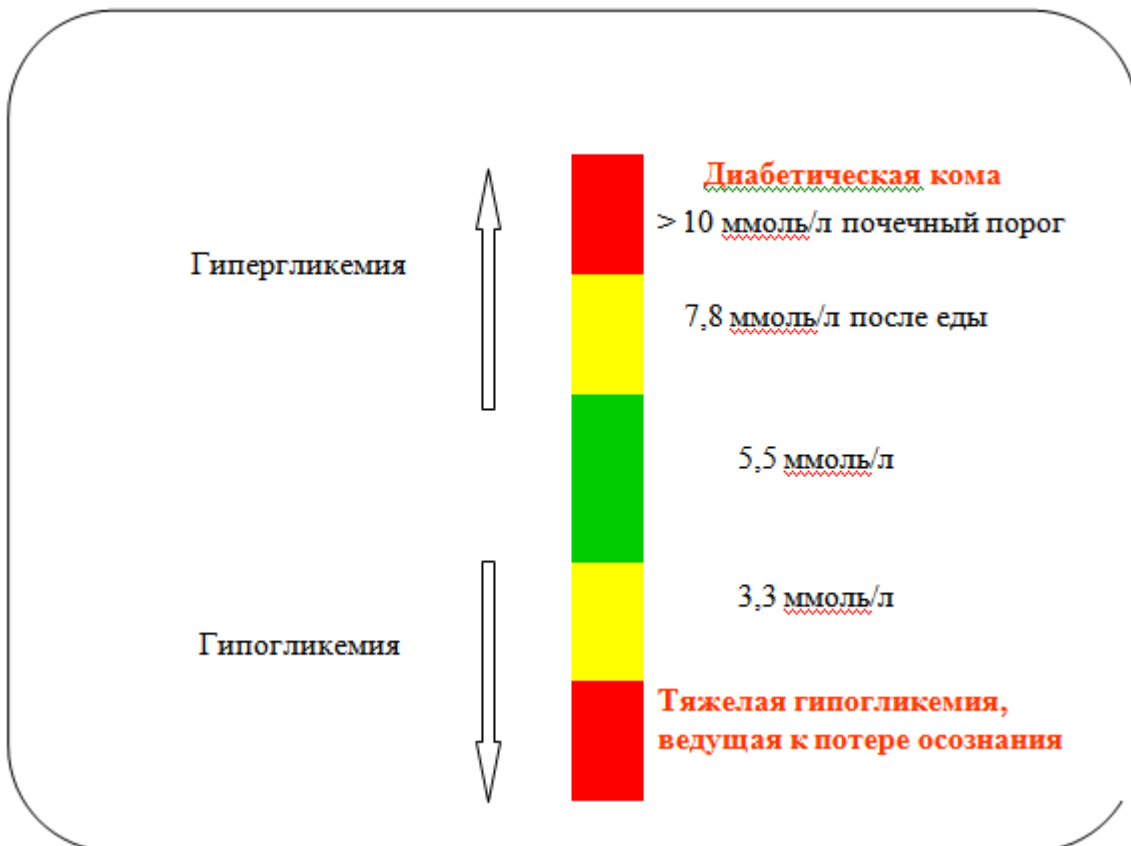 Диабетическая кома
> 10 ммоль/л почечный порог
Гипергликемия
7,8 ммоль/л после еды
5,5 ммоль/л
3,3 ммоль/л
Гипогликемия
Тяжелая гипогликемия,
ведущая к потере осознания